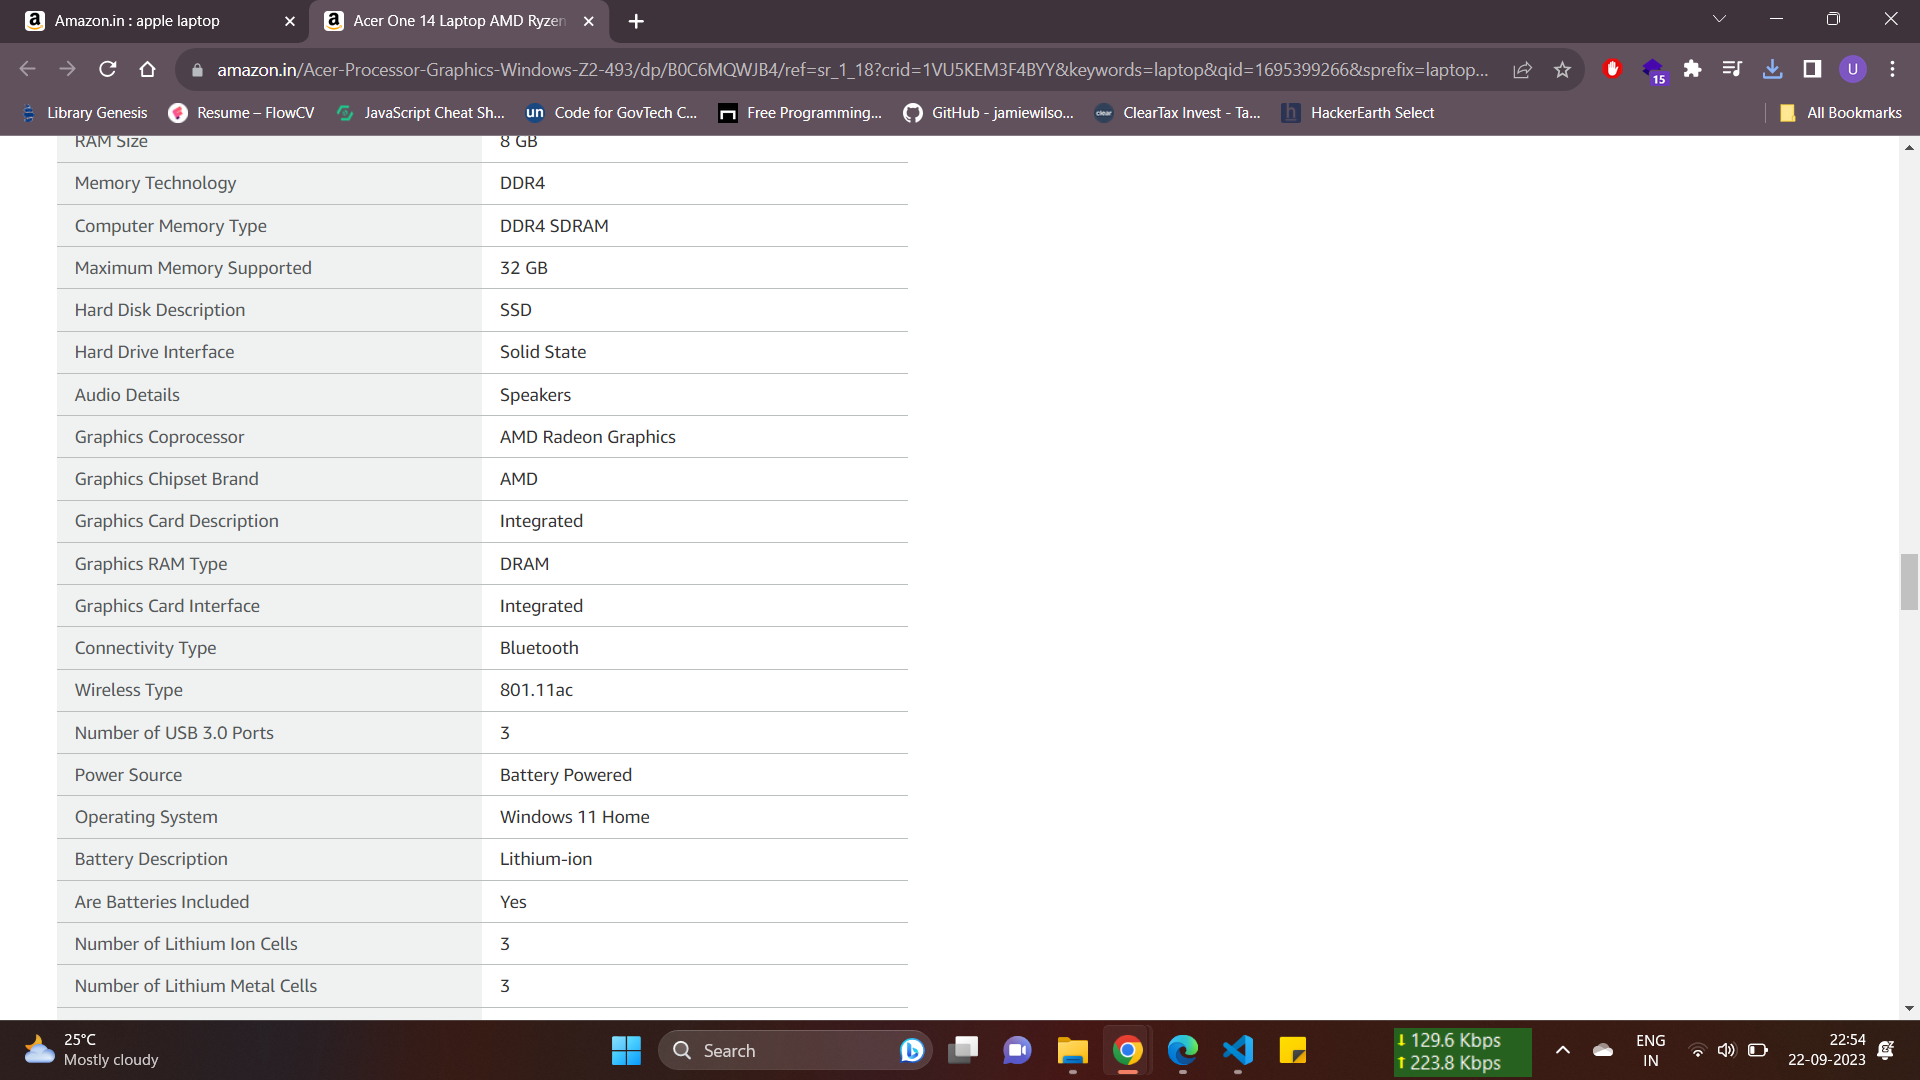 Amazon.in : apple laptop
Acer One 14 Laptop AMD Ryzen
amazon.in/Acer-Processor-Graphics-Windows-Z2-493/dp/B0C6MQWJB4/ref=sr_1_18?crid=1VU5KEM3F4BYY&keywords=laptop&qid=1695399266&sprefix=laptop...
15
U
Library Genesis
Resume – FlowCV
JavaScript Cheat Sh...
un
Code for GovTech C...
Free Programming...
GitHub - jamiewilso...
clear
ClearTax Invest - Ta...
h
HackerEarth Select
All Bookmarks
RAM Size 8 GB
Memory Technology DDR4
Computer Memory Type DDR4 SDRAM
Maximum Memory Supported 32 GB
Hard Disk Description SSD
Hard Drive Interface Solid State
Audio Details Speakers
Graphics Coprocessor AMD Radeon Graphics
Graphics Chipset Brand AMD
Graphics Card Description Integrated
Graphics RAM Type DRAM
Graphics Card Interface Integrated
Connectivity Type Bluetooth
Wireless Type 801.11ac
Number of USB 3.0 Ports 3
Power Source Battery Powered
Operating System Windows 11 Home
Battery Description Lithium-ion
Are Batteries Included Yes
Number of Lithium Ion Cells 3
Number of Lithium Metal Cells 3
25°C
Mostly cloudy
Search
129.6 Kbps
223.8 Kbps
ENG
IN
22:54
22-09-2023